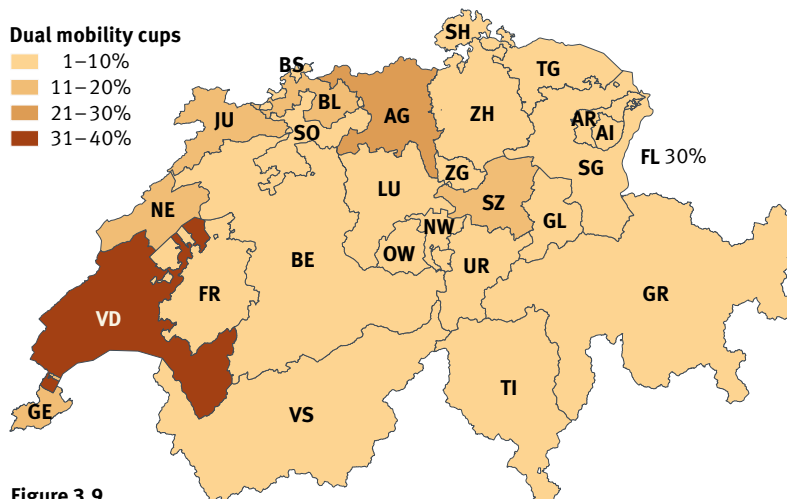 Dual mobility cups
1–10%
11–20%
21–30%
31–40%
SH
BS
TG
BL
JU
AG
ZH
SO
AR
AI
ZG
SG
FL 30%
LU
NE
SZ
GL
NW
BE
OW
UR
FR
GR
VD
TI
GE
VS
Figure 3.9